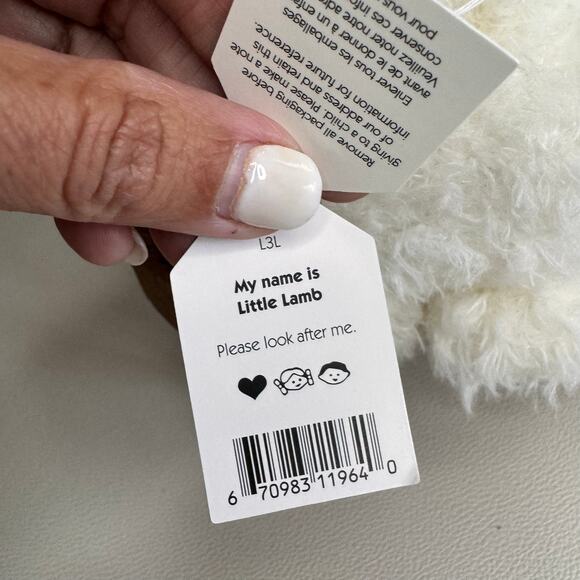 Enlever tous les emballages
avant de le donner à un enfant
Veuillez noter notre adre
conserver ces info
pour vous
Remove all packaging before
giving to a child, please make a note
of our address and retain this
information for future reference.
L3L
My name is
Little Lamb
Please look after me.
6 70983 11964 0